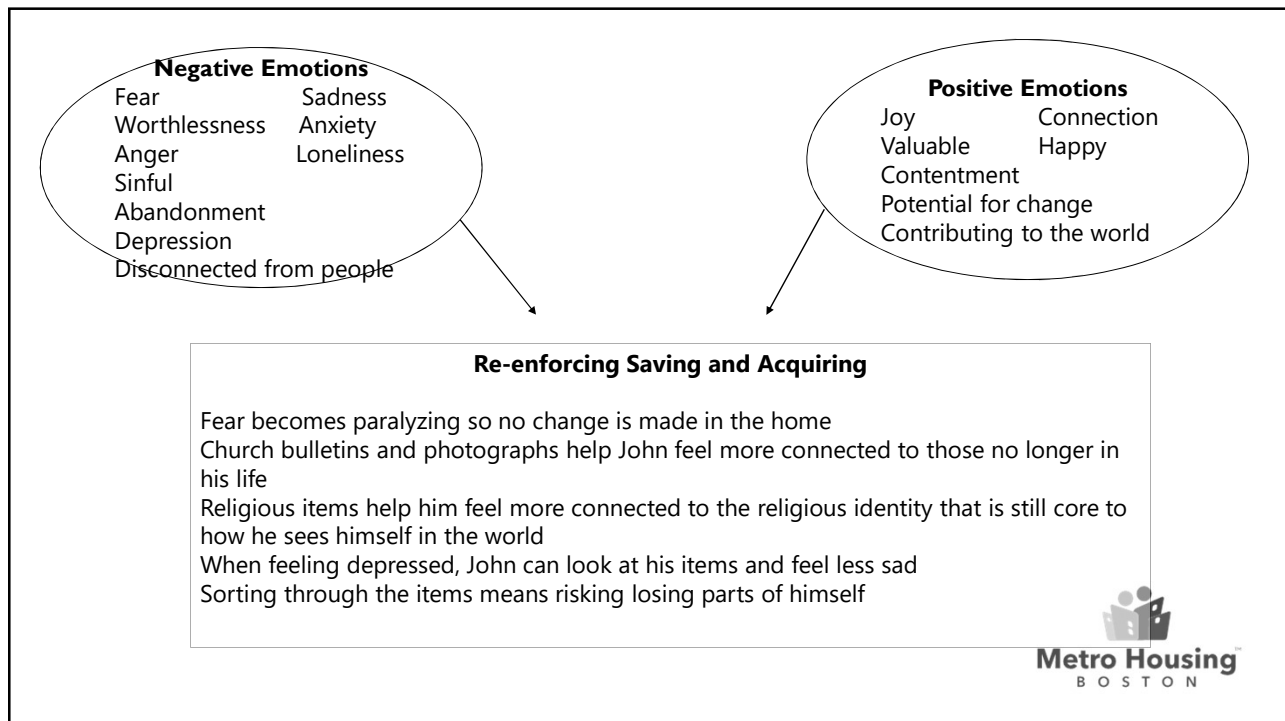 Negative Emotions
Fear Sadness
Worthlessness Anxiety
Anger Loneliness
Sinful
Abandonment
Depression
Disconnected from people
Positive Emotions
Joy Connection
Valuable Happy
Contentment
Potential for change
Contributing to the world
Re-enforcing Saving and Acquiring
Fear becomes paralyzing so no change is made in the home
Church bulletins and photographs help John feel more connected to those no longer in
his life
Religious items help him feel more connected to the religious identity that is still core to
how he sees himself in the world
When feeling depressed, John can look at his items and feel less sad
Sorting through the items means risking losing parts of himself
Metro Housing
BOSTON